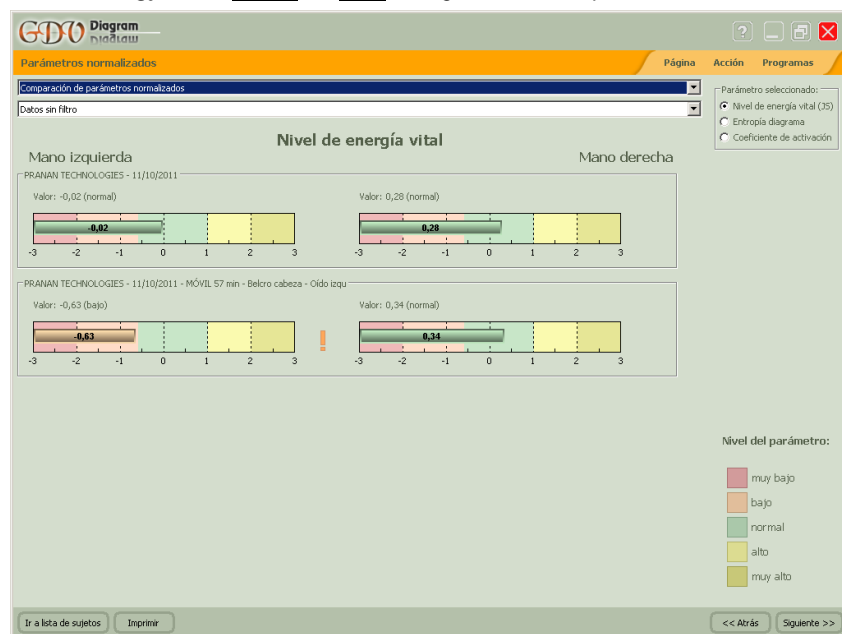 GDV Diagram
Parámetros normalizados
Página Acción Programas
Comparación de parámetros normalizados
Datos sin filtro
Parámetro seleccionado:
Nivel de energía vital (JS)
Entropía diagrama
Coeficiente de activación
Nivel de energía vital
Mano izquierda
Mano derecha
PRANAN TECHNOLOGIES - 11/10/2011
Valor: -0,02 (normal)
Valor: 0,28 (normal)
-0,02
0,28
-3 -2 -1 0 1 2 3
-3 -2 -1 0 1 2 3
PRANAN TECHNOLOGIES - 11/10/2011 - MÓVIL 57 min - Belcro cabeza - Oído izqu
Valor: -0,63 (bajo)
Valor: 0,34 (normal)
-0,63
!
0,34
-3 -2 -1 0 1 2 3
-3 -2 -1 0 1 2 3
Nivel del parámetro:
muy bajo
bajo
normal
alto
muy alto
Ir a lista de sujetos
Imprimir
<< Atrás
Siguiente >>